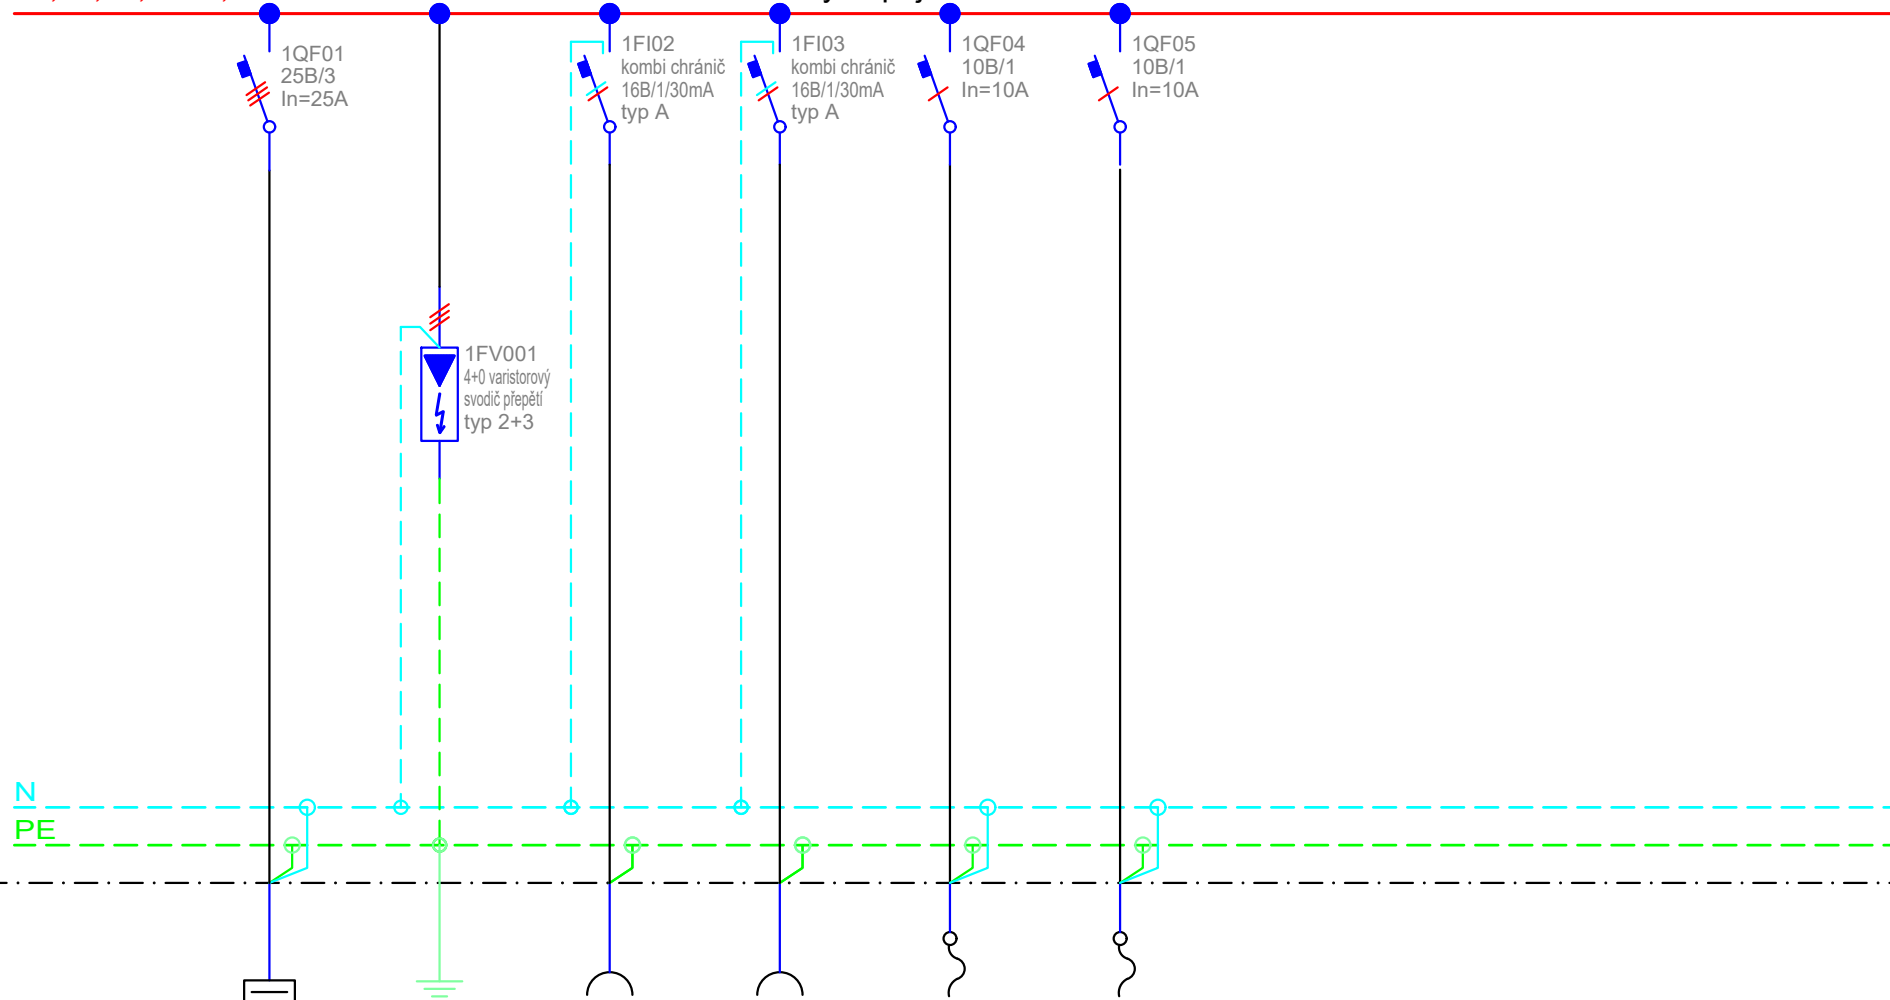 1QF01
25B/3
In=25A
1FI02
kombi chránič
16B/1/30mA
typ A
1FI03
kombi chránič
16B/1/30mA
typ A
1QF04
10B/1
In=10A
1QF05
10B/1
In=10A
1FV001
4+0 varistorový
svodič přepětí
typ 2+3
N
PE